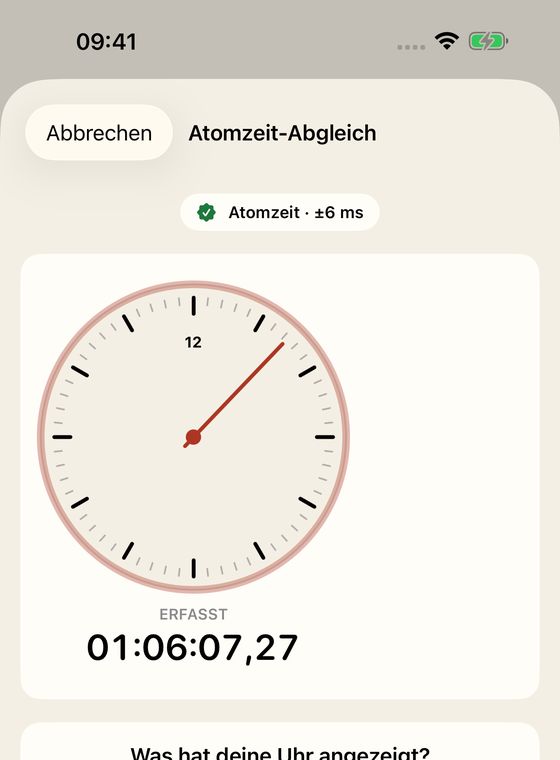 09:41
Abbrechen
Atomzeit-Abgleich
Atomzeit · ±6 ms
12
ERFASST
01:06:07,27
Was hat deine Uhr angezeigt?